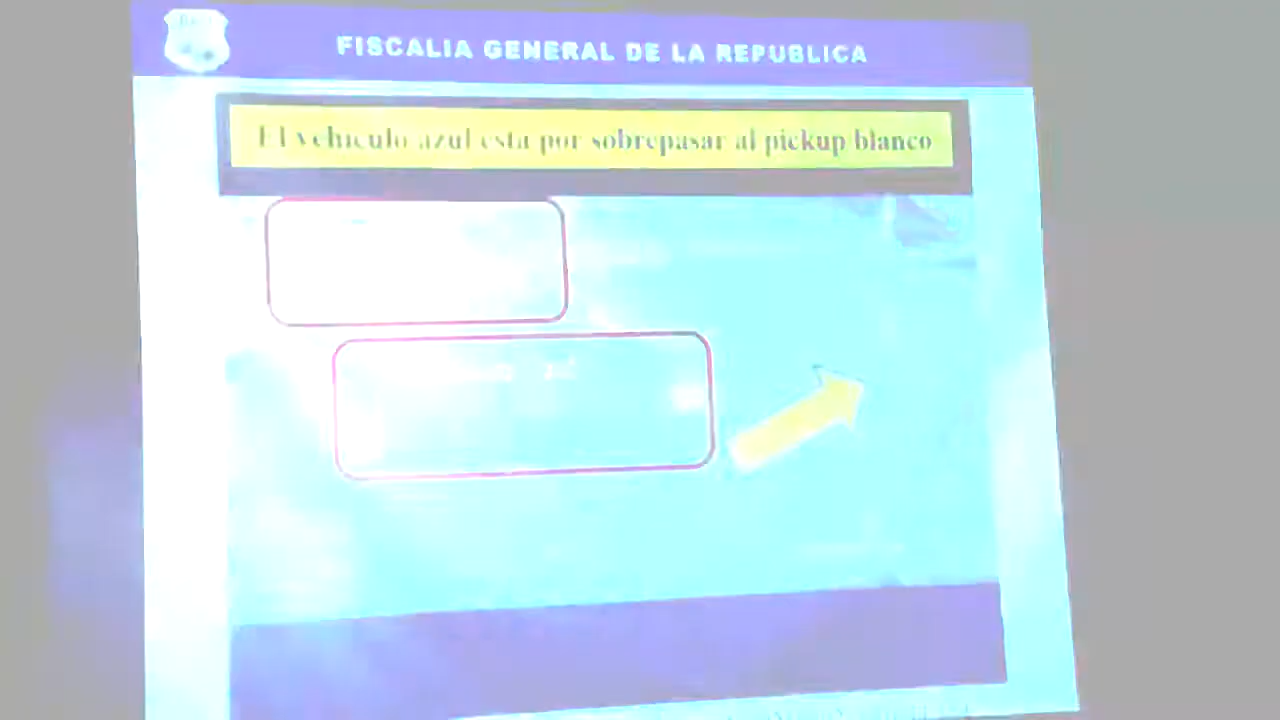 FISCALIA GENERAL DE LA REPUBLICA
El vehiculo azul esta por sobrepasar al pickup blanco